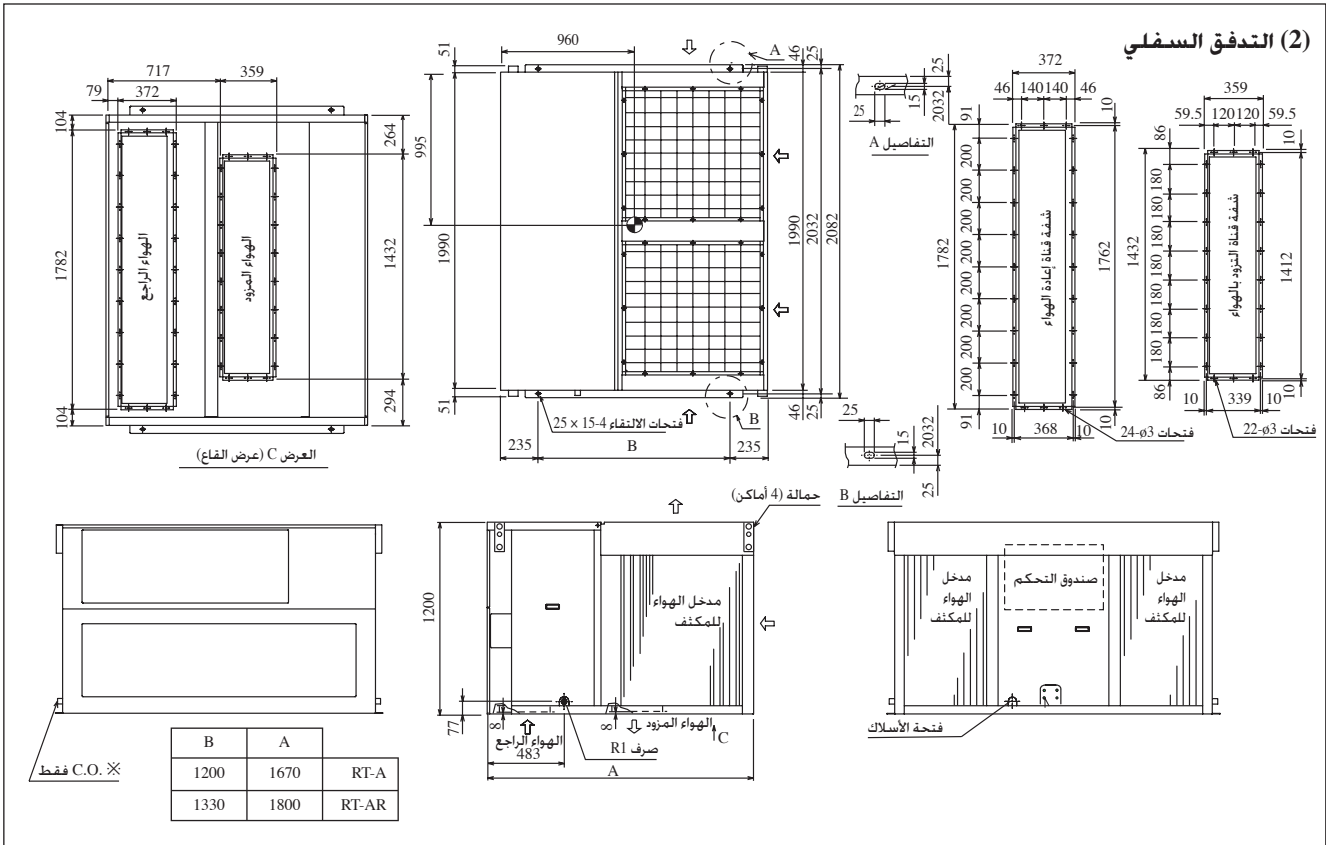 (2) التدفق السفلي
717
359
79
372
104
264
1782
1432
الهواء الراجع
الهواء المزود
104
294
العرض C (عرض القاع)
51
960
A
46
25
995
1990
1990
2032
2082
51
46
25
فتحات الالتقاء 4-15 × 25
B
235
B
235
25
15
2032
25
التفاصيل A
25
15
2032
25
التفاصيل B
372
46
140
140
46
91
10
200
200
200
200
200
200
200
200
1782
1762
شفة قناة إعادة الهواء
91
10
10
368
10
فتحات 24-ø3
359
59.5
120
120
59.5
86
10
180
180
180
180
180
180
180
1432
1412
شفة قناة التزود بالهواء
86
10
10
339
10
فتحات 22-ø3
※ C.O. فقط
B
A
1200
1670
RT-A
1330
1800
RT-AR
حمالة (4 أماكن)
1200
مدخل الهواء
للمكثف
77
8
8
الهواء المزود
الهواء الراجع
C
483
صرف R1
A
مدخل
الهواء
للمكثف
صندوق التحكم
مدخل
الهواء
للمكثف
فتحة الأسلاك